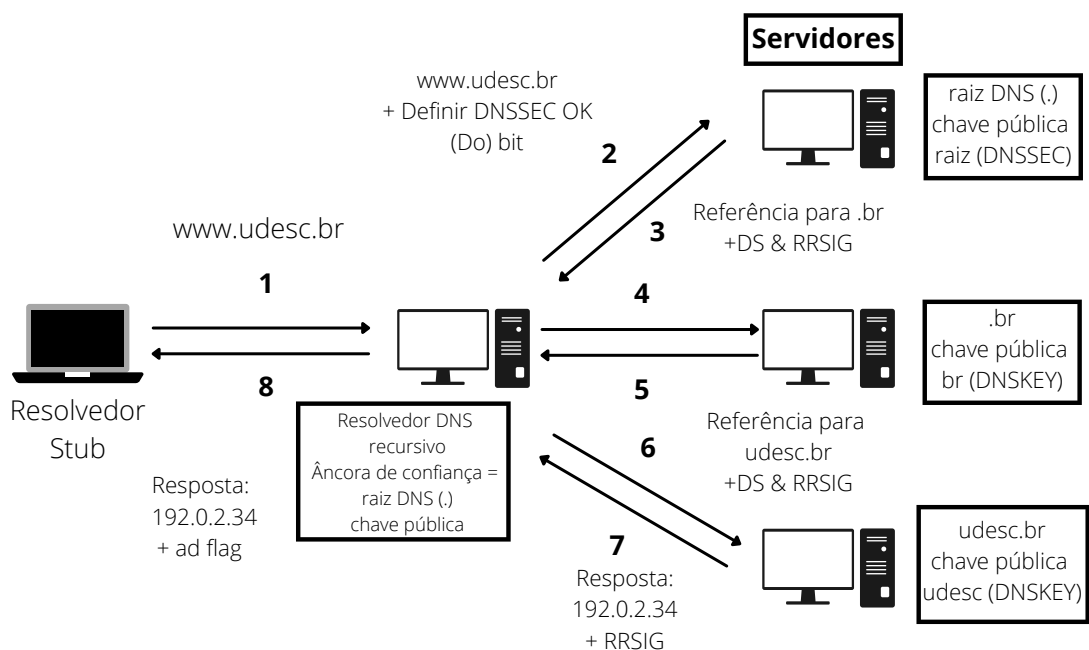 Servidores
www.udesc.br
+ Definir DNSSEC OK
(Do) bit
2
raiz DNS (.)
chave pública
raiz (DNSSEC)
3
Referência para .br
+DS & RRSIG
www.udesc.br
1
4
.br
chave pública
br (DNSKEY)
8
5
Resolvedor
Stub
Resolvedor DNS
recursivo
Âncora de confiança =
raiz DNS (.)
chave pública
6
Referência para
udesc.br
+DS & RRSIG
Resposta:
192.0.2.34
+ ad flag
7
Resposta:
192.0.2.34
+ RRSIG
udesc.br
chave pública
udesc (DNSKEY)